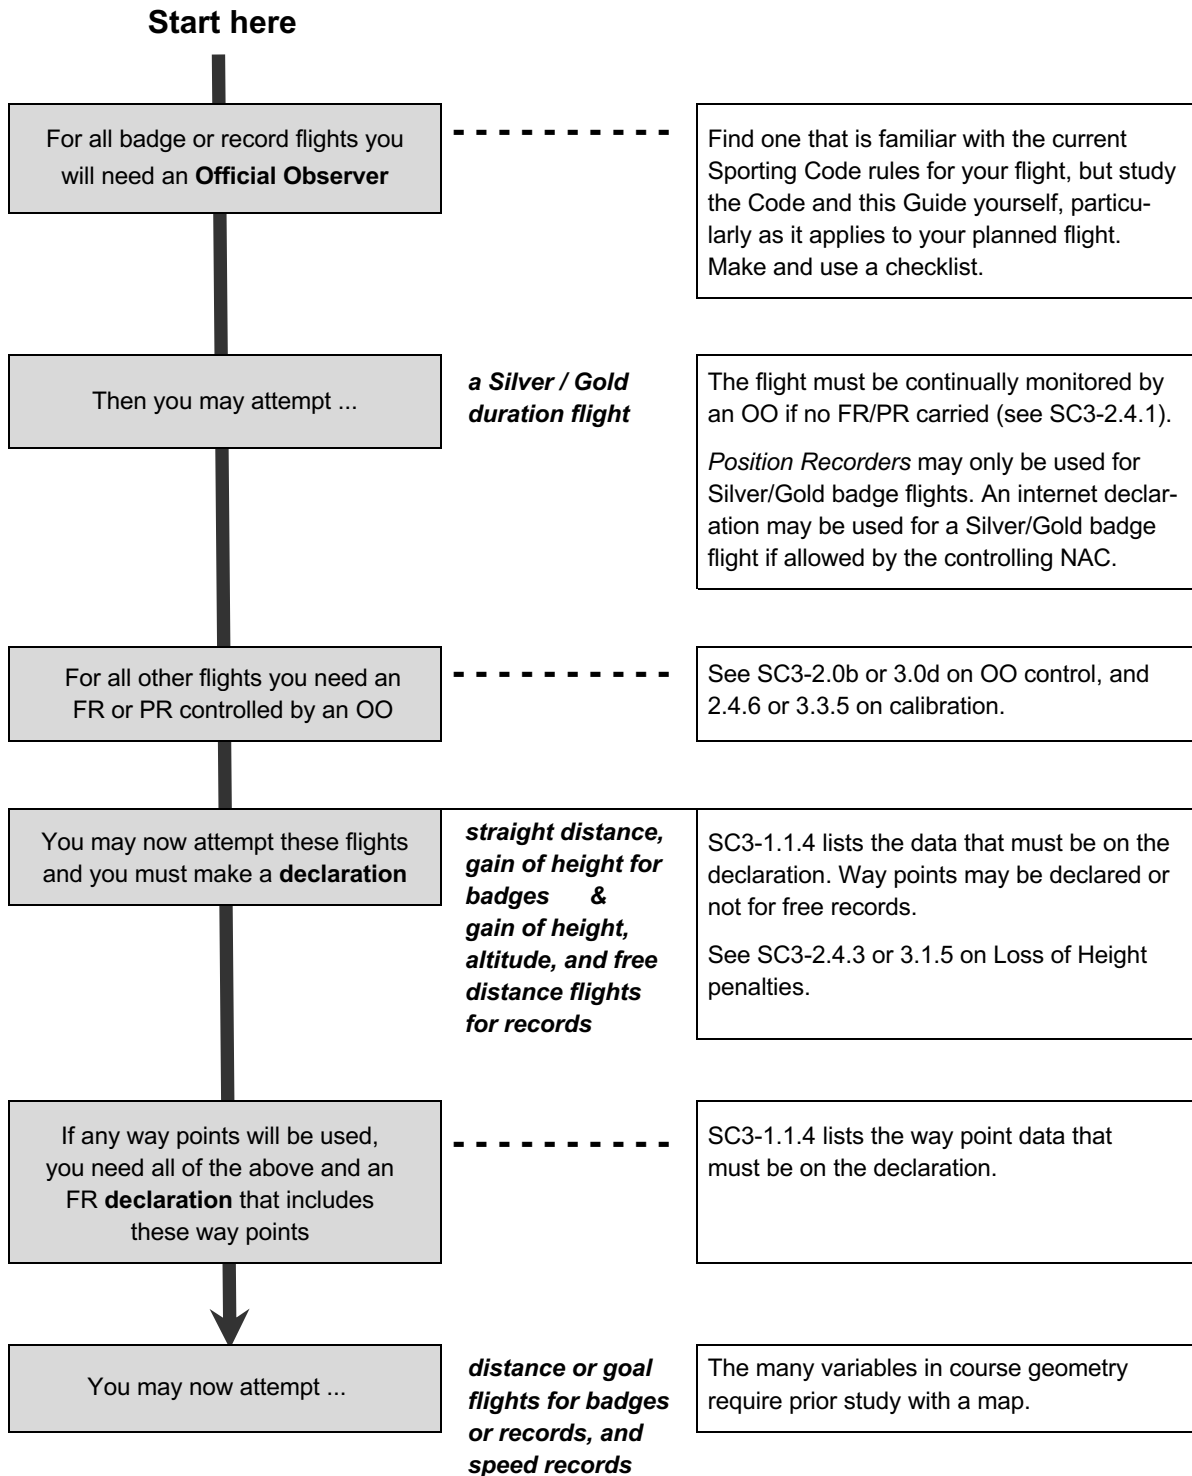 Start here
For all badge or record flights you
will need an Official Observer
- - - - - - - - - -
Find one that is familiar with the current
Sporting Code rules for your flight, but study
the Code and this Guide yourself, particu-
larly as it applies to your planned flight.
Make and use a checklist.
Then you may attempt ...
a Silver / Gold
duration flight
The flight must be continually monitored by
an OO if no FR/PR carried (see SC3-2.4.1).
Position Recorders may only be used for
Silver/Gold badge flights. An internet declar-
ation may be used for a Silver/Gold badge
flight if allowed by the controlling NAC.
For all other flights you need an
FR or PR controlled by an OO
- - - - - - - - - -
See SC3-2.0b or 3.0d on OO control, and
2.4.6 or 3.3.5 on calibration.
You may now attempt these flights
and you must make a declaration
straight distance,
gain of height for
badges &
gain of height,
altitude, and free
distance flights
for records
SC3-1.1.4 lists the data that must be on the
declaration. Way points may be declared or
not for free records.
See SC3-2.4.3 or 3.1.5 on Loss of Height
penalties.
If any way points will be used,
you need all of the above and an
FR declaration that includes
these way points
- - - - - - - - - -
SC3-1.1.4 lists the way point data that
must be on the declaration.
You may now attempt ...
distance or goal
flights for badges
or records, and
speed records
The many variables in course geometry
require prior study with a map.